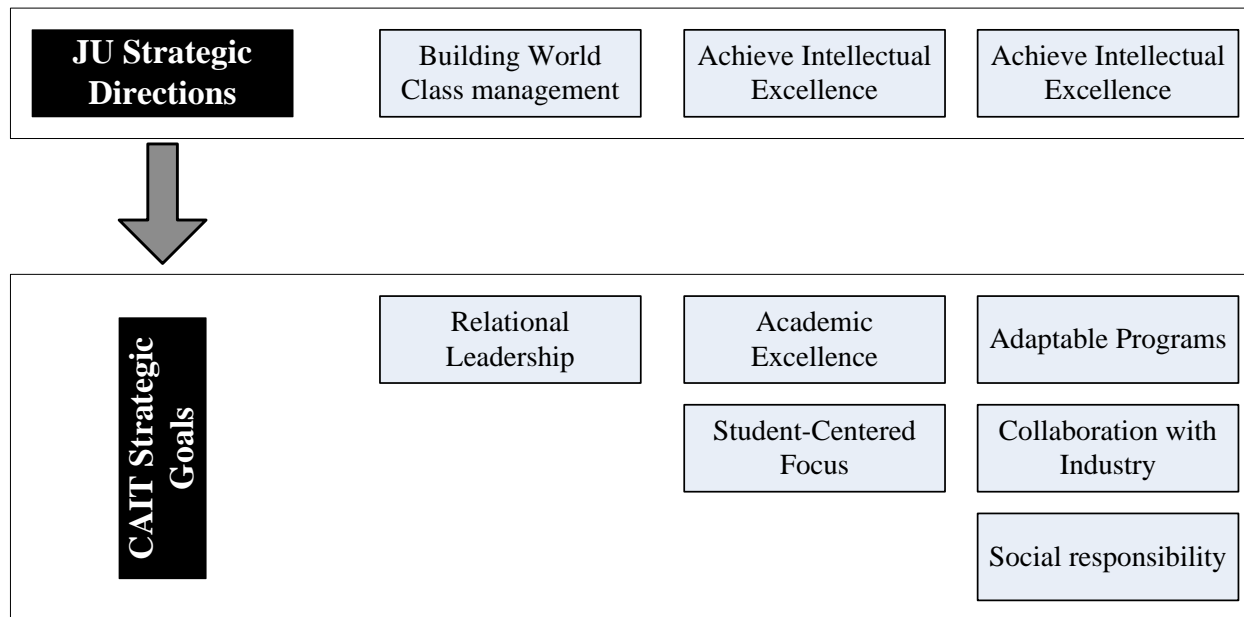 JU Strategic
Directions
Building World
Class management
Achieve Intellectual
Excellence
Achieve Intellectual
Excellence
CAIT Strategic
Goals
Relational
Leadership
Academic
Excellence
Adaptable Programs
Student-Centered
Focus
Collaboration with
Industry
Social responsibility